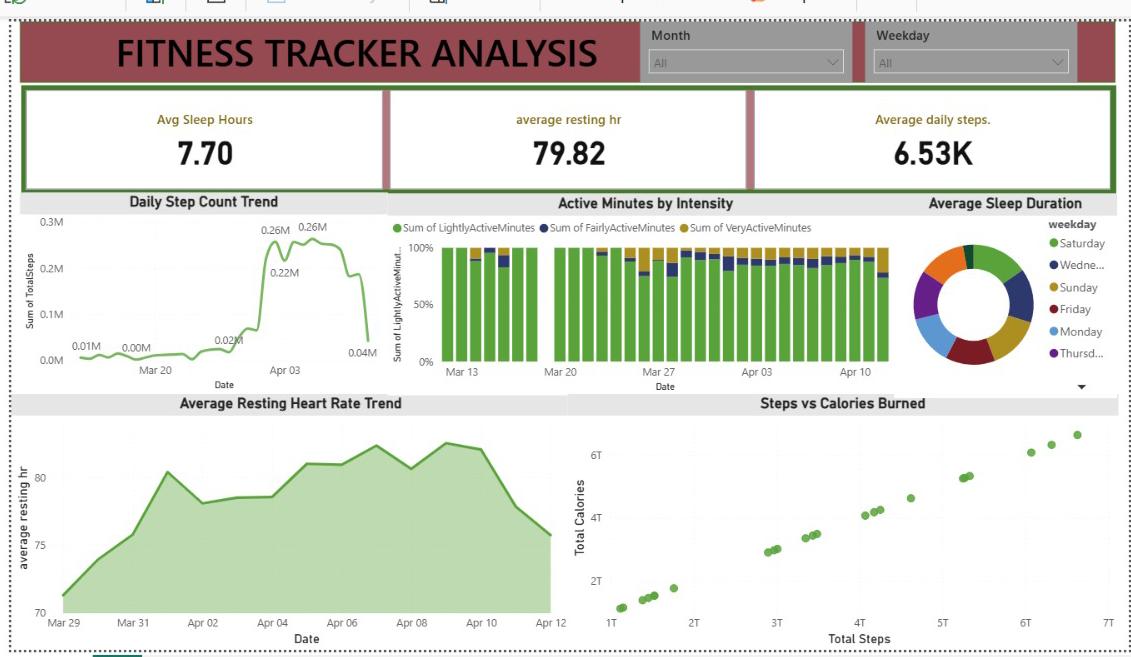 FITNESS TRACKER ANALYSIS
Month
All
Weekday
All
Avg Sleep Hours
7.70
average resting hr
79.82
Average daily steps.
6.53K
Daily Step Count Trend
Sum of TotalSteps
0.3M
0.2M
0.1M
0.0M
0.01M
0.00M
0.02M
0.26M
0.22M
0.26M
0.04M
Mar 20
Apr 03
Date
Active Minutes by Intensity
Sum of LightlyActiveMinutes
Sum of FairlyActiveMinutes
Sum of VeryActiveMinutes
Sum of LightlyActiveMinut...
100%
50%
0%
Mar 13
Mar 20
Mar 27
Apr 03
Apr 10
Date
Average Sleep Duration
weekday
Saturday
Wedne...
Sunday
Friday
Monday
Thursd...
Average Resting Heart Rate Trend
average resting hr
80
75
70
Mar 29
Mar 31
Apr 02
Apr 04
Apr 06
Apr 08
Apr 10
Apr 12
Date
Steps vs Calories Burned
Total Calories
6T
4T
2T
1T
2T
3T
4T
5T
6T
7T
Total Steps